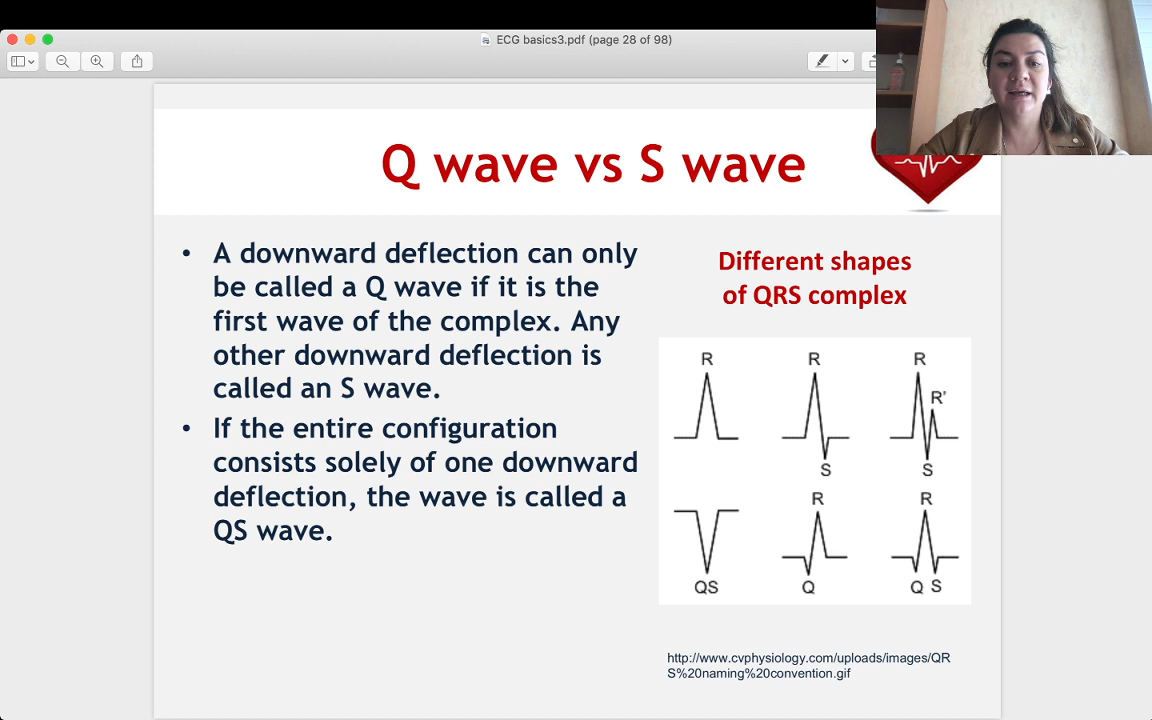 ECG basics3.pdf (page 28 of 98)
Q wave vs S wave
• A downward deflection can only
be called a Q wave if it is the
first wave of the complex. Any
other downward deflection is
called an S wave.
• If the entire configuration
consists solely of one downward
deflection, the wave is called a
QS wave.
Different shapes
of QRS complex
R R R
R'
S S
R R
QS Q Q S
http://www.cvphysiology.com/uploads/images/QR
S%20naming%20convention.gif